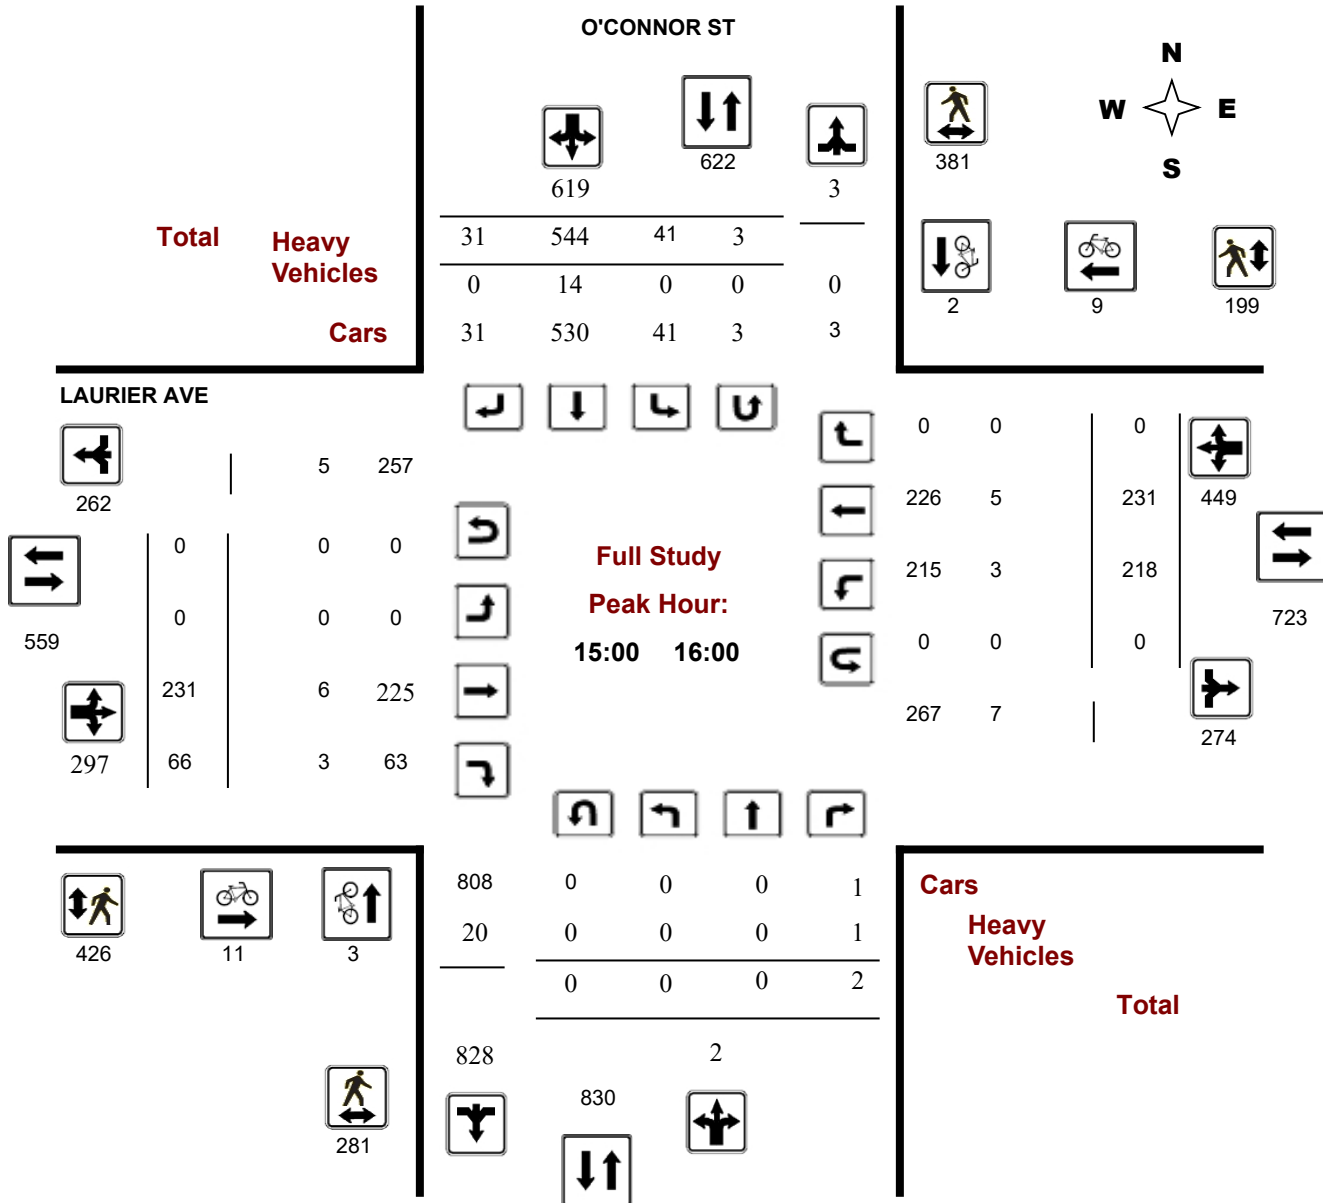 O'CONNOR ST
N
W E
S
619
622
3
381
Total
Heavy
Vehicles
Cars
31 544 41 3
0 14 0 0 0
31 530 41 3 3
2 9 199
LAURIER AVE
262
5 257
0 0 0
559
0 0 0
231 6 225
297
66 3 63
Full Study
Peak Hour:
15:00 16:00
0 0 0
226 5 231
449
215 3 218
723
0 0 0
267 7
274
426 11 3
281
808 0 0 0 1
20 0 0 0 1
0 0 0 2
828
2
830
Cars
Heavy
Vehicles
Total